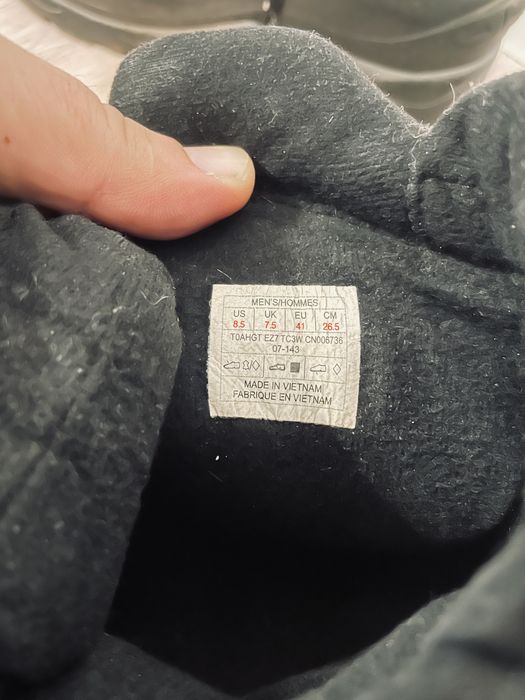 MEN'S/HOMMES
US UK EU CM
8.5 7.5 41 26.5
T0AHGT EZ7 TC3W CN006736
07-143
MADE IN VIETNAM
FABRIQUE EN VIETNAM